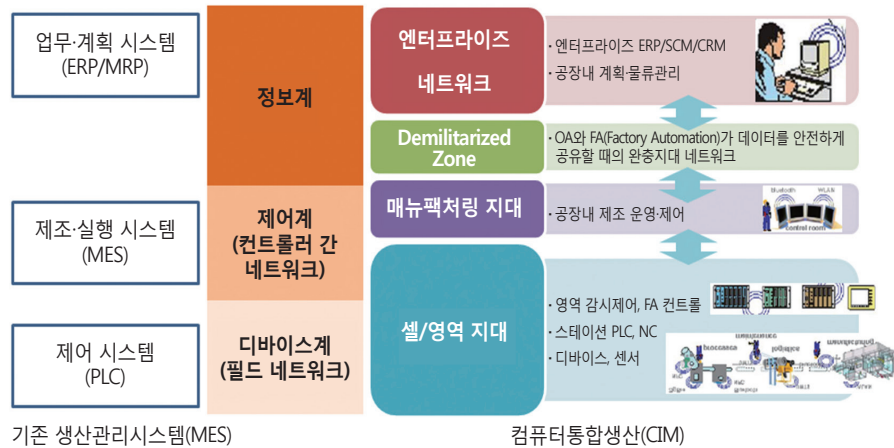 업무·계획 시스템
(ERP/MRP)
제조·실행 시스템
(MES)
제어 시스템
(PLC)
정보계
제어계
(컨트롤러 간
네트워크)
디바이스계
(필드 네트워크)
엔터프라이즈
네트워크
· 엔터프라이즈 ERP/SCM/CRM
· 공장내 계획·물류관리
Demilitarized
Zone
· OA와 FA(Factory Automation)가 데이터를 안전하게
공유할 때의 완충지대 네트워크
매뉴팩처링 지대
· 공장내 제조 운영·제어
Bluetooth
WLAN
control room
셀/영역 지대
· 영역 감시제어, FA 컨트롤
· 스테이션 PLC, NC
· 디바이스, 센서
기존 생산관리시스템(MES)
컴퓨터통합생산(CIM)